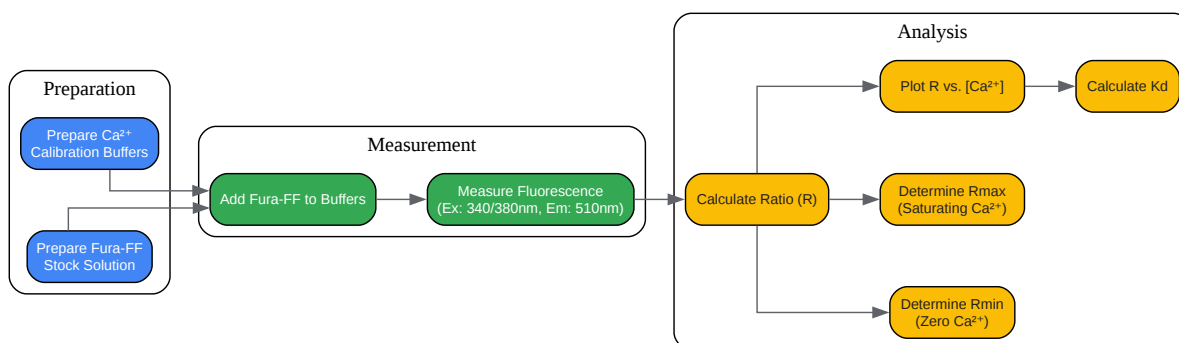 Preparation
Prepare Ca²⁺
Calibration Buffers
Prepare Fura-FF
Stock Solution
Measurement
Add Fura-FF to Buffers
Measure Fluorescence
(Ex: 340/380nm, Em: 510nm)
Analysis
Calculate Ratio (R)
Plot R vs. [Ca²⁺]
Calculate Kd
Determine Rmax
(Saturating Ca²⁺)
Determine Rmin
(Zero Ca²⁺)